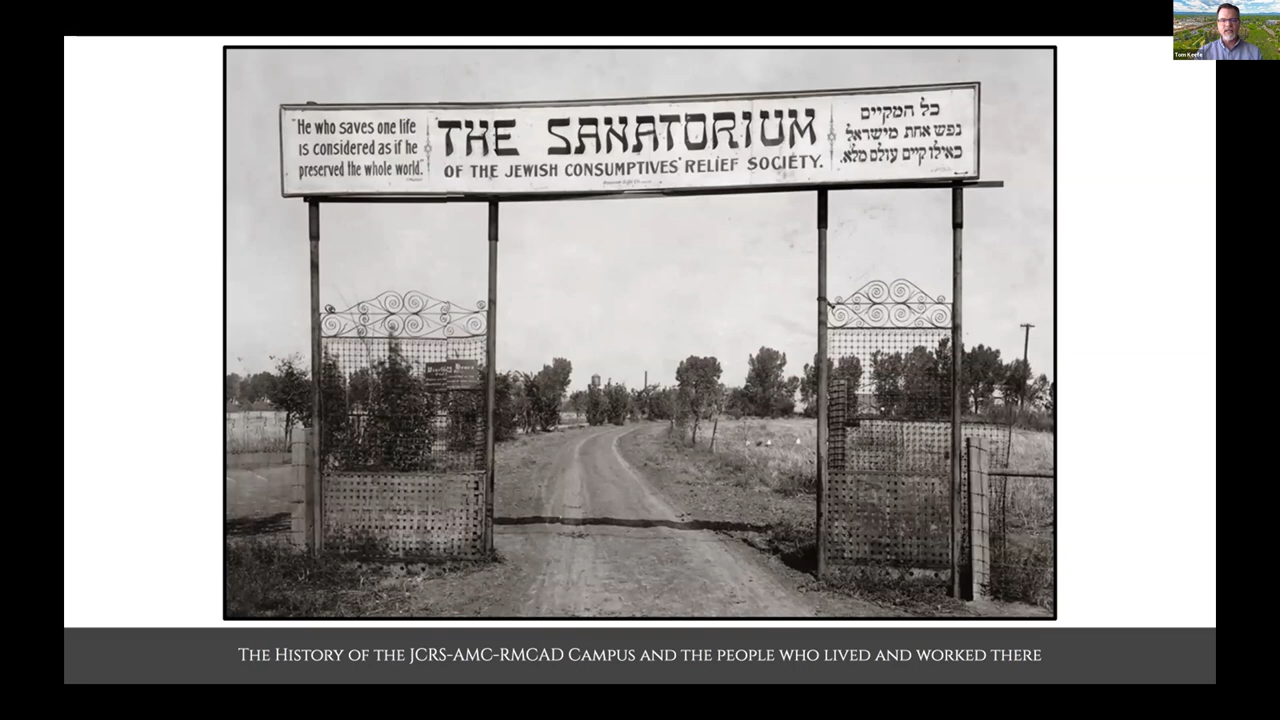 Tom Keefe
"He who saves one life
is considered as if he
preserved the whole world."
THE SANATORIUM
OF THE JEWISH CONSUMPTIVES' RELIEF SOCIETY.
כל המקיים
נפש אחת מישראל
כאילו קיים עולם מלא.
THE HISTORY OF THE JCRS-AMC-RMCAD CAMPUS AND THE PEOPLE WHO LIVED AND WORKED THERE